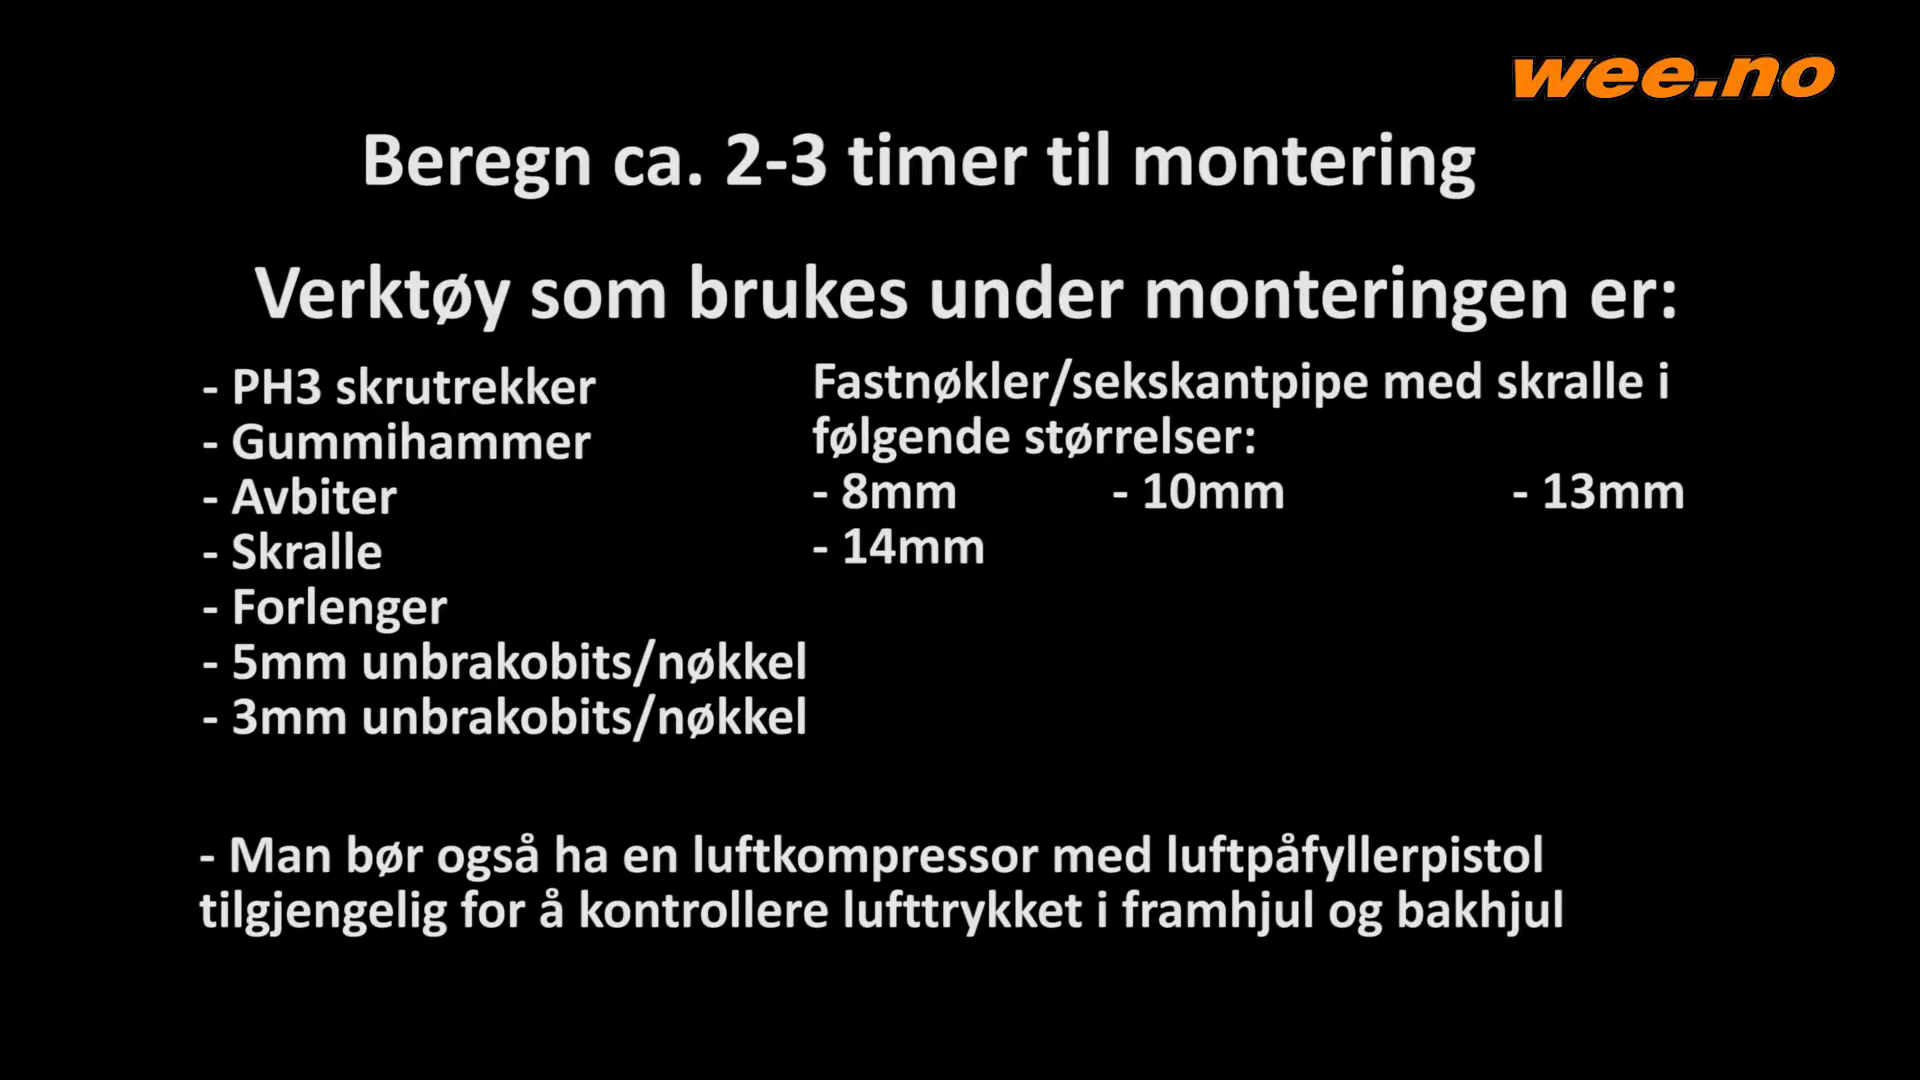 wee.no
Beregn ca. 2-3 timer til montering
Verktøy som brukes under monteringen er:
- PH3 skrutrekker
- Gummihammer
- Avbiter
- Skralle
- Forlenger
- 5mm unbrakobits/nøkkel
- 3mm unbrakobits/nøkkel
Fastnøkler/sekskantpipe med skralle i
følgende størrelser:
- 8mm - 10mm - 13mm
- 14mm
- Man bør også ha en luftkompressor med luftpåfyllerpistol
tilgjengelig for å kontrollere lufttrykket i framhjul og bakhjul